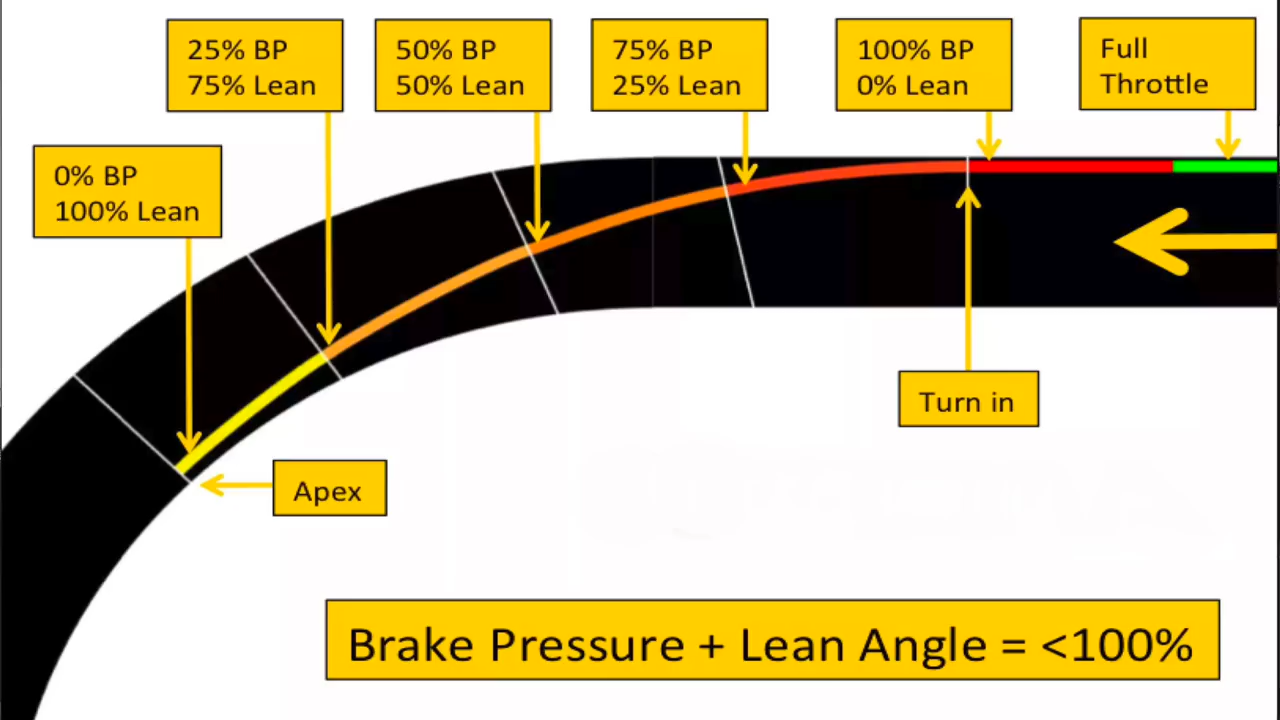 25% BP
75% Lean
50% BP
50% Lean
75% BP
25% Lean
100% BP
0% Lean
Full
Throttle
0% BP
100% Lean
Turn in
Apex
Brake Pressure + Lean Angle = <100%